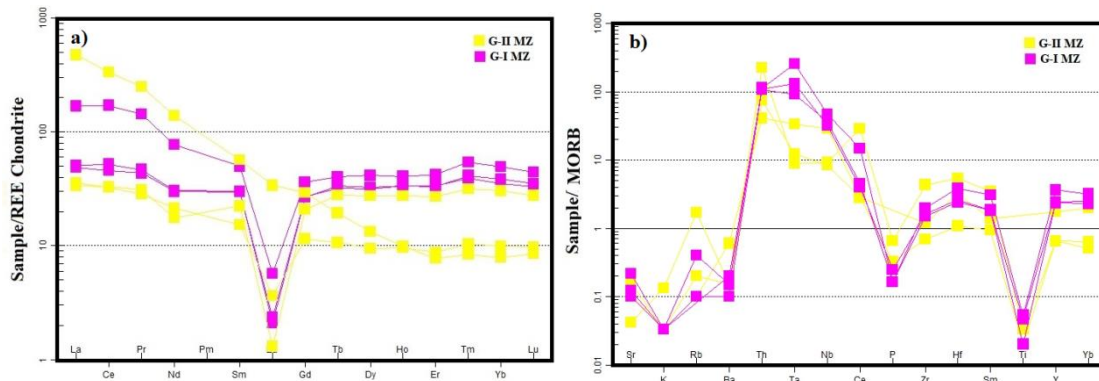 a)
G-II MZ
G-I MZ
Sample/REE Chondrite
1000
100
10
1
La Pr Pm Sm Tb Ho Tm Lu
Ce Nd Gd Dy Er Yb
b)
G-II MZ
G-I MZ
Sample/ MORB
1000
100
10
1
0.1
0.01
Sr Rb Th Nb P Hf Ti Yb
K Ba Ta Ce Zr Sm Y